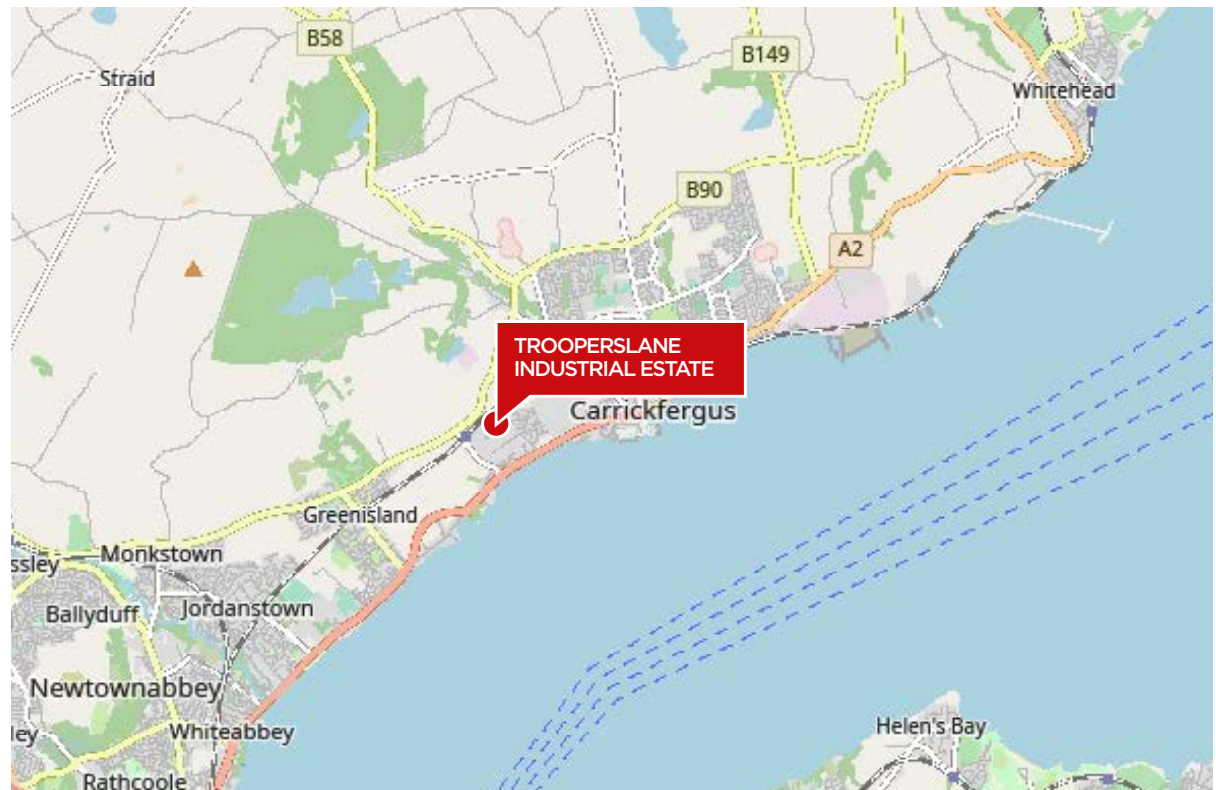 B58
B149
Straid
Whitehead
B90
A2
TROOPERSLANE
INDUSTRIAL ESTATE
Carrickfergus
Greenisland
Monkstown
ssley
Ballyduff
Jordanstown
Newtownabbey
ley
Whiteabbey
Helen's Bay
Rathcoole